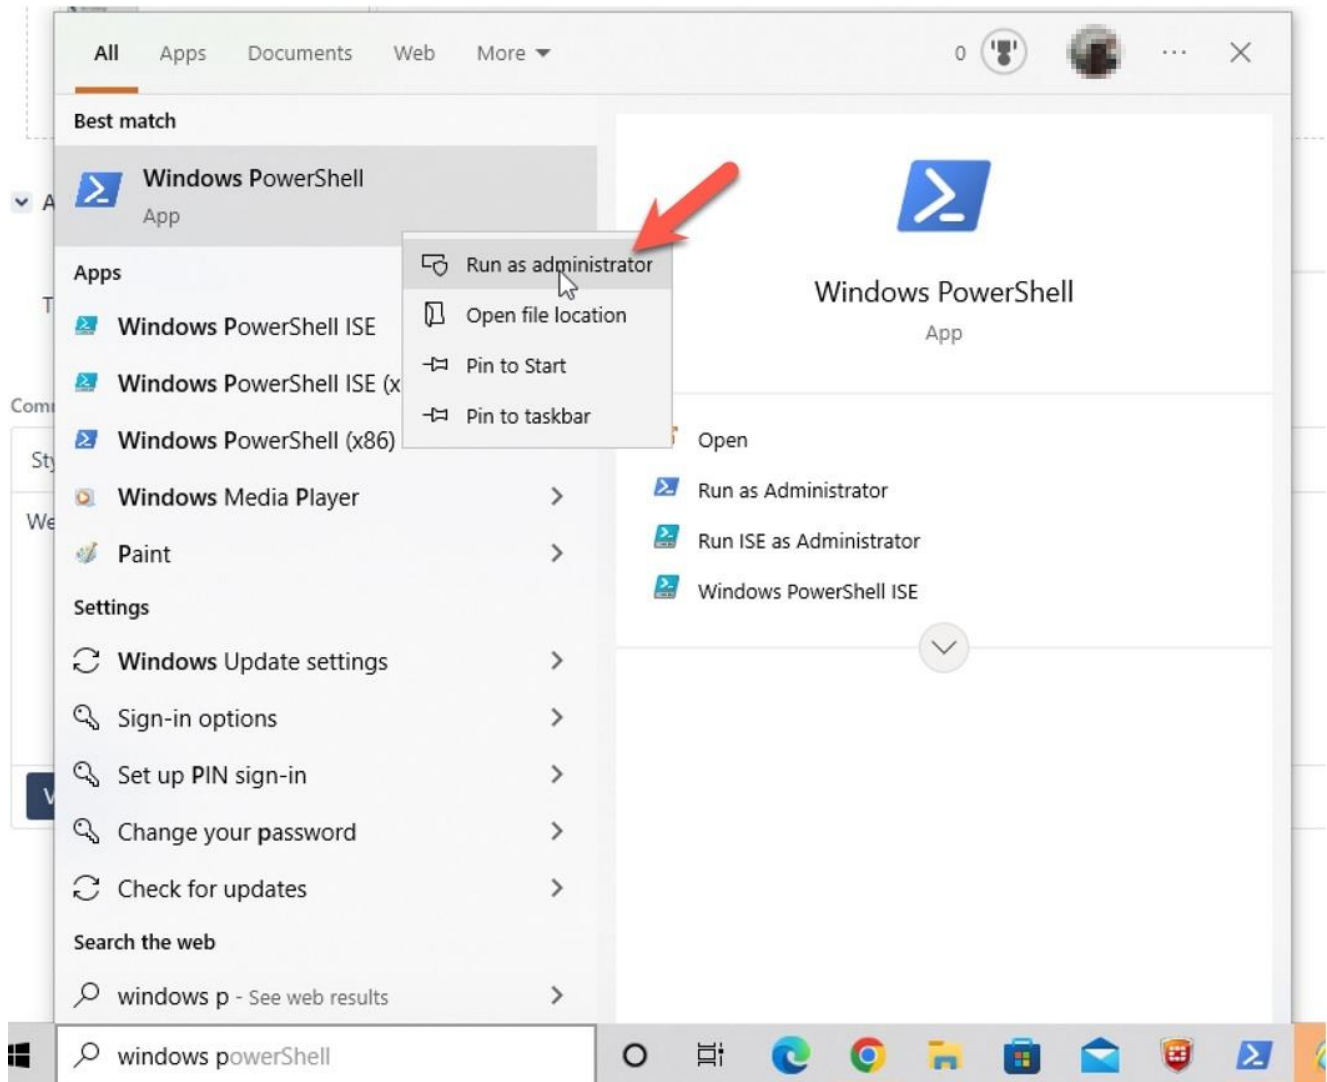 All Apps Documents Web More 0
Best match
Windows PowerShell
App
Run as administrator
Open file location
Pin to Start
Pin to taskbar
Apps
Windows PowerShell ISE
Windows PowerShell ISE (x
Windows PowerShell (x86)
Windows Media Player
Paint
Settings
Windows Update settings
Sign-in options
Set up PIN sign-in
Change your password
Check for updates
Search the web
windows p - See web results
windows powerShell
Windows PowerShell
App
Open
Run as Administrator
Run ISE as Administrator
Windows PowerShell ISE